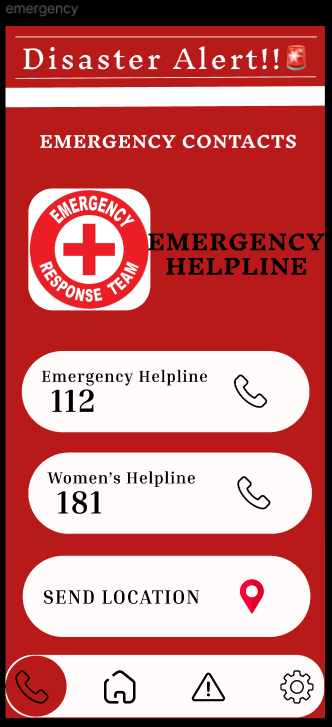 emergency
Disaster Alert!!🚨
EMERGENCY CONTACTS
EMERGENCY
RESPONSE TEAM
EMERGENCY
HELPLINE
Emergency Helpline
112
Women's Helpline
181
SEND LOCATION